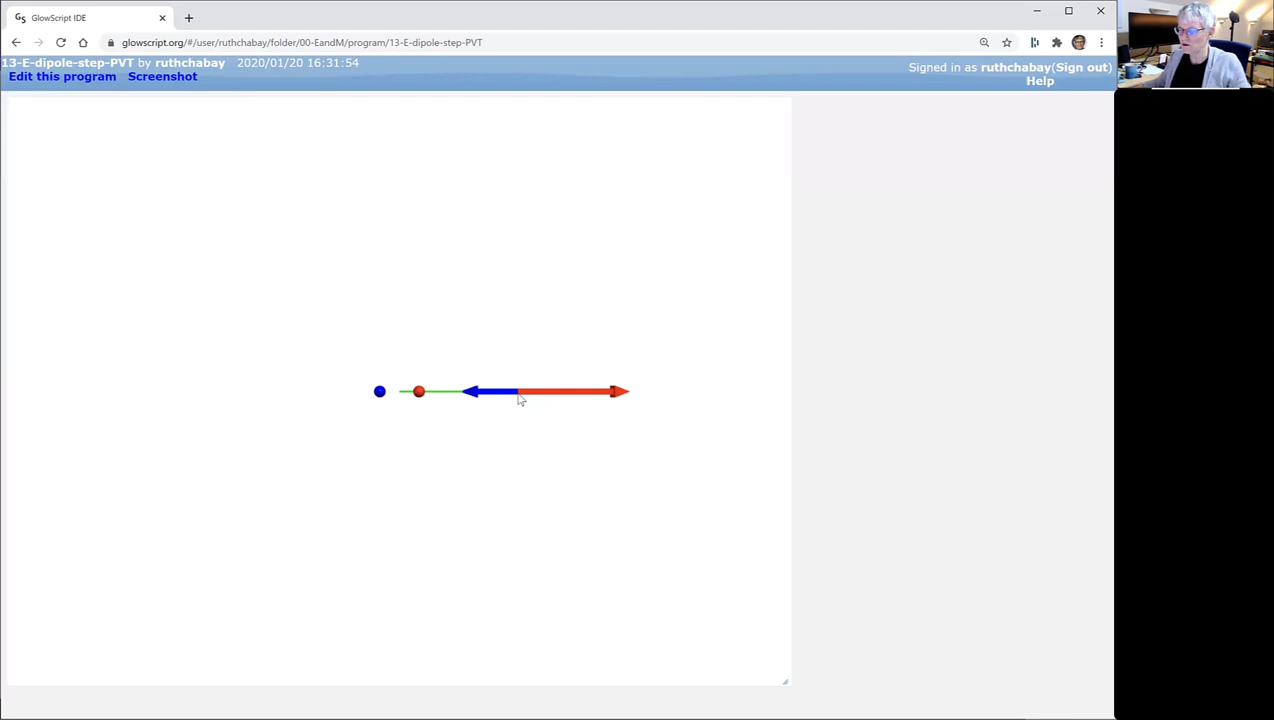 GS GlowScript IDE
glowscript.org/#/user/ruthchabay/folder/00-EandM/program/13-E-dipole-step-PVT
13-E-dipole-step-PVT by ruthchabay 2020/01/20 16:31:54
Signed in as ruthchabay(Sign out)
Edit this program Screenshot
Help